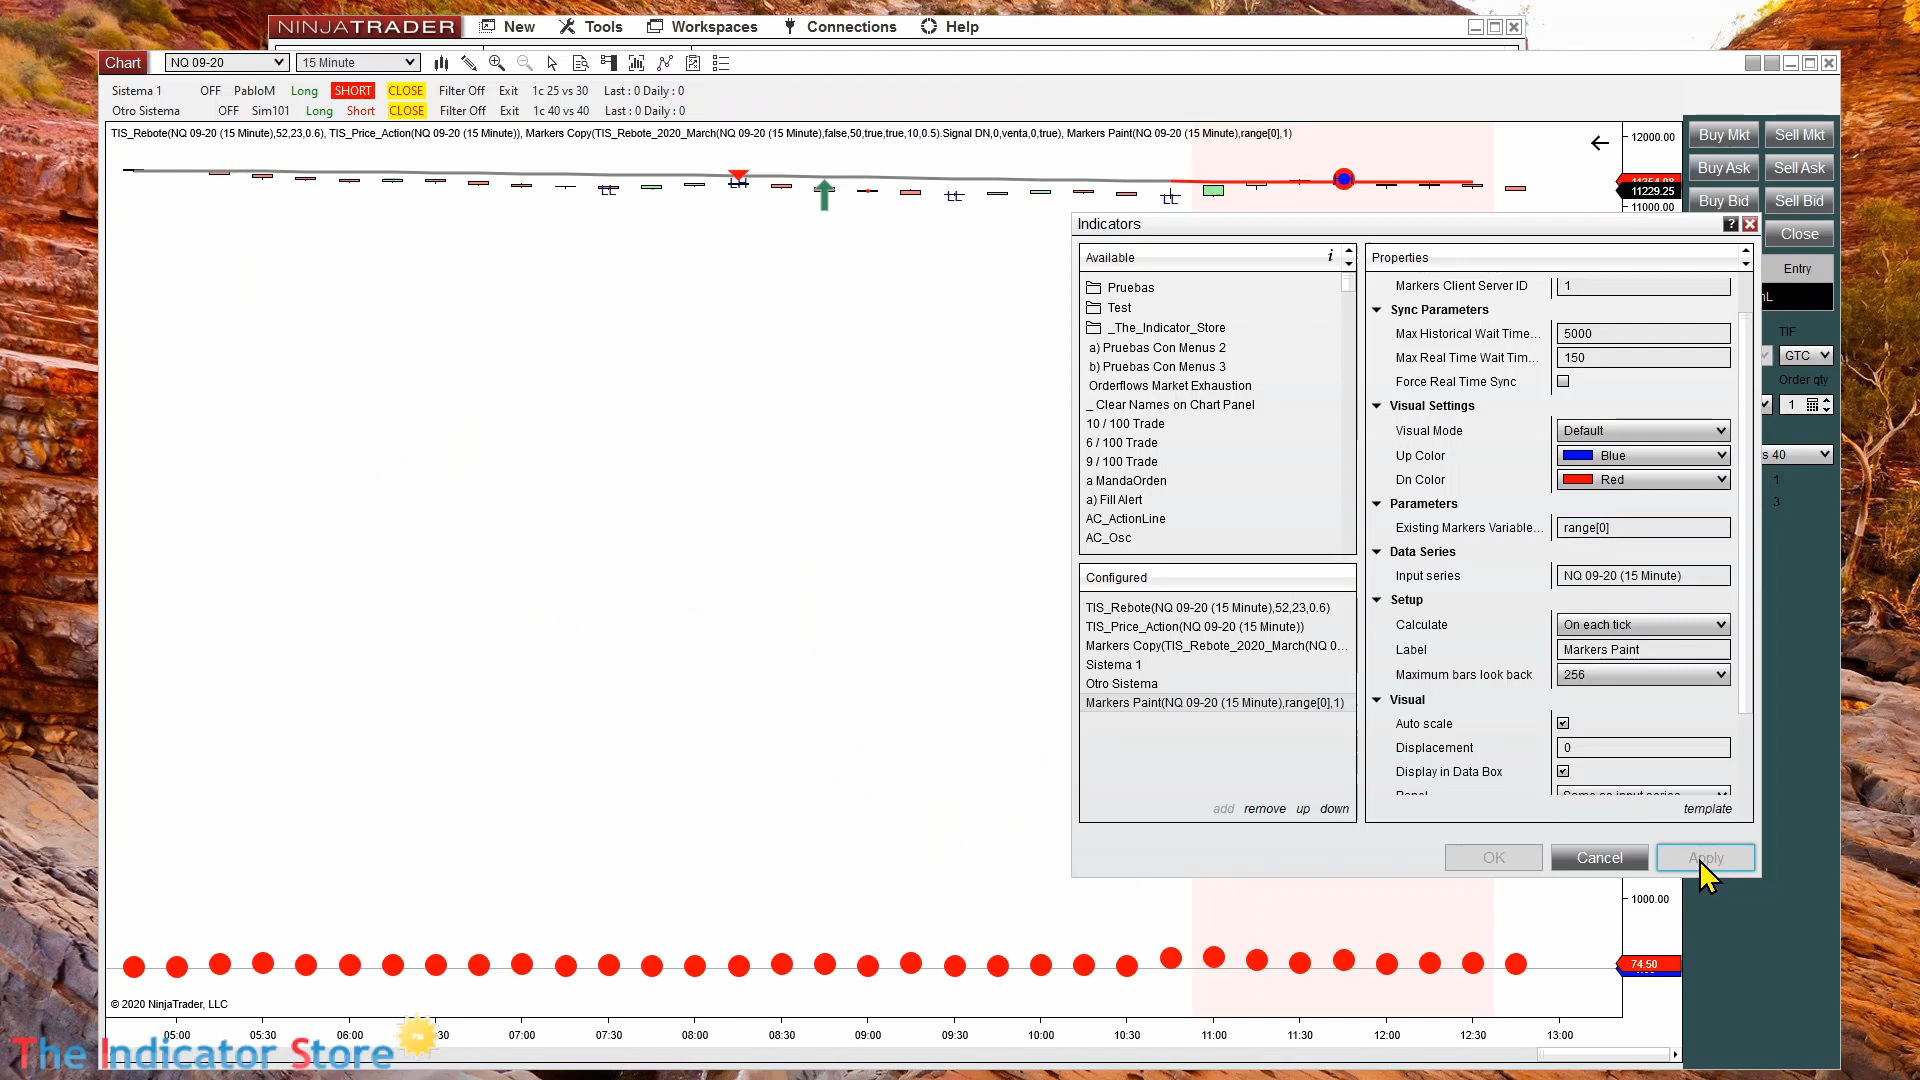 NINJATRADER New Tools Workspaces Connections Help
Chart NQ 09-20 15 Minute
Sistema 1 OFF PabloM Long SHORT CLOSE Filter Off Exit 1c 25 vs 30 Last : 0 Daily : 0
Otro Sistema OFF Sim101 Long Short CLOSE Filter Off Exit 1c 40 vs 40 Last : 0 Daily : 0
TIS_Rebote(NQ 09-20 (15 Minute),52,23,0.6), TIS_Price_Action(NQ 09-20 (15 Minute)), Markers Copy(TIS_Rebote_2020_March(NQ 09-20 (15 Minute),false,50,true,true,10,0.5).Signal DN,0,venta,0,true), Markers Paint(NQ 09-20 (15 Minute),range[0],1)
12000.00
11229.25
11000.00
LL LH LL LL
Buy Mkt Sell Mkt
Buy Ask Sell Ask
Buy Bid Sell Bid
Close
Entry
TIF
GTC
Order qty
1
s 40
1
3
Indicators
Available
Pruebas
Test
_The_Indicator_Store
a) Pruebas Con Menus 2
b) Pruebas Con Menus 3
Orderflows Market Exhaustion
_ Clear Names on Chart Panel
10 / 100 Trade
6 / 100 Trade
9 / 100 Trade
a MandaOrden
a) Fill Alert
AC_ActionLine
AC_Osc
Configured
TIS_Rebote(NQ 09-20 (15 Minute),52,23,0.6)
TIS_Price_Action(NQ 09-20 (15 Minute))
Markers Copy(TIS_Rebote_2020_March(NQ 0...
Sistema 1
Otro Sistema
Markers Paint(NQ 09-20 (15 Minute),range[0],1)
add remove up down
Properties
Markers Client Server ID 1
Sync Parameters
Max Historical Wait Time... 5000
Max Real Time Wait Tim... 150
Force Real Time Sync
Visual Settings
Visual Mode Default
Up Color Blue
Dn Color Red
Parameters
Existing Markers Variable... range[0]
Data Series
Input series NQ 09-20 (15 Minute)
Setup
Calculate On each tick
Label Markers Paint
Maximum bars look back 256
Visual
Auto scale
Displacement 0
Display in Data Box
Panel Same as input series
template
OK Cancel Apply
1000.00
74.50
© 2020 NinjaTrader, LLC
05:00 05:30 06:00 :30 07:00 07:30 08:00 08:30 09:00 09:30 10:00 10:30 11:00 11:30 12:00 12:30 13:00
The Indicator Store